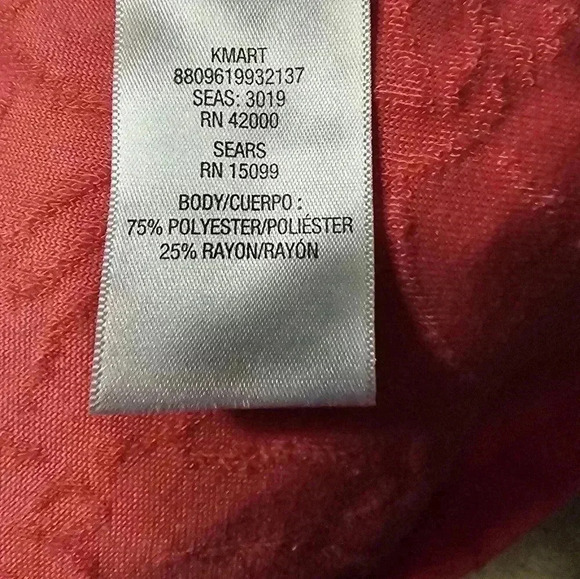 KMART
8809619932137
SEAS: 3019
RN 42000
SEARS
RN 15099
BODY/CUERPO :
75% POLYESTER/POLIÉSTER
25% RAYON/RAYÓN